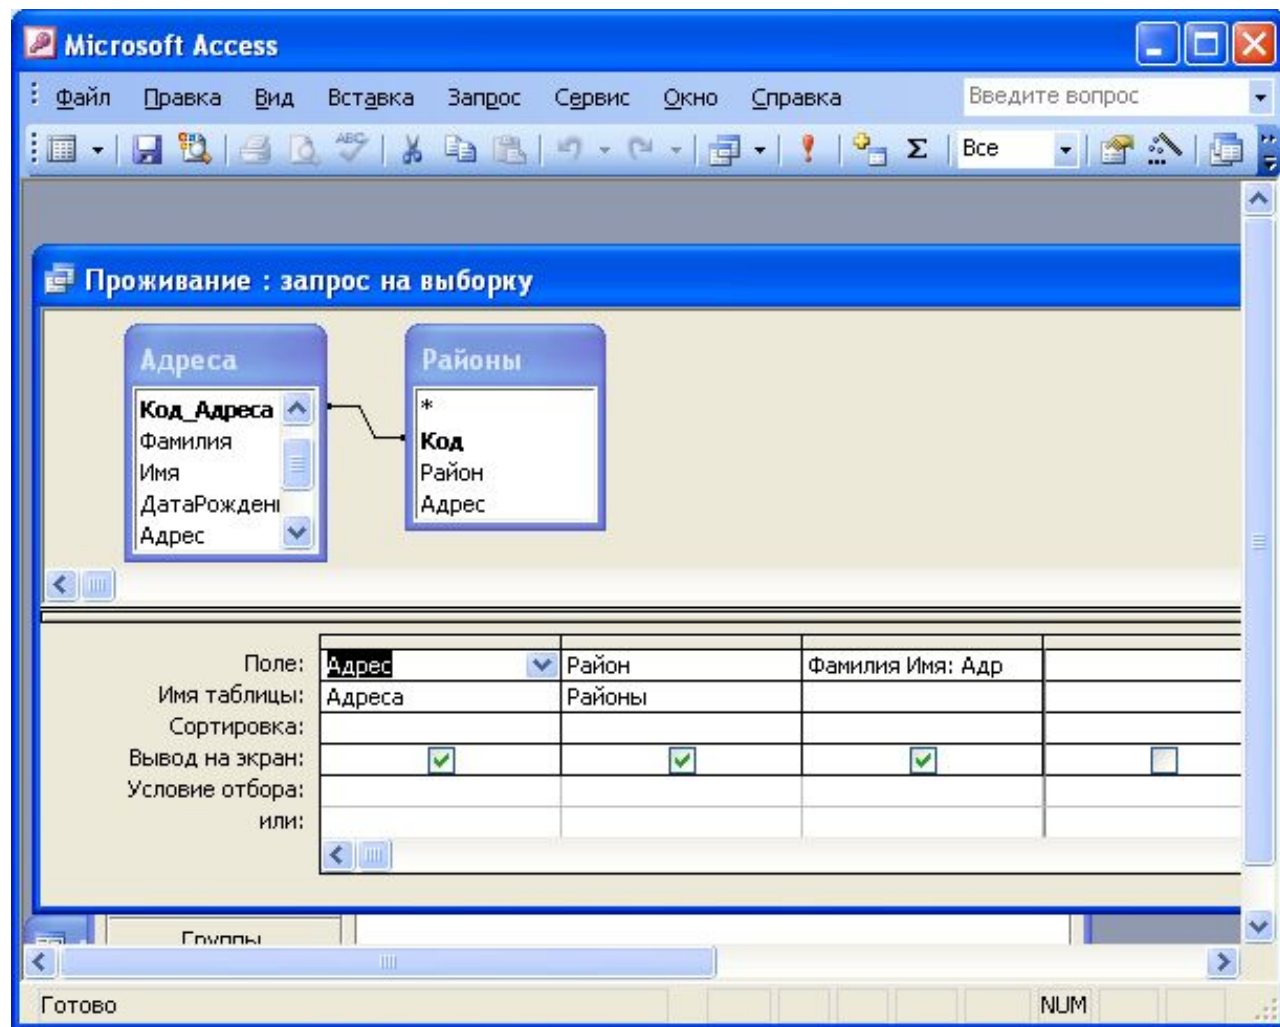 Microsoft Access
Файл Правка Вид Вставка Запрос Сервис Окно Справка Введите вопрос
ABC Σ Все
Проживание : запрос на выборку
Адреса
Код_Адреса
Фамилия
Имя
ДатаРождени
Адрес
Районы
*
Код
Район
Адрес
Поле: Адрес Район Фамилия Имя: Адр
Имя таблицы: Адреса Районы
Сортировка:
Вывод на экран:
Условие отбора:
или:
Группы
Готово NUM